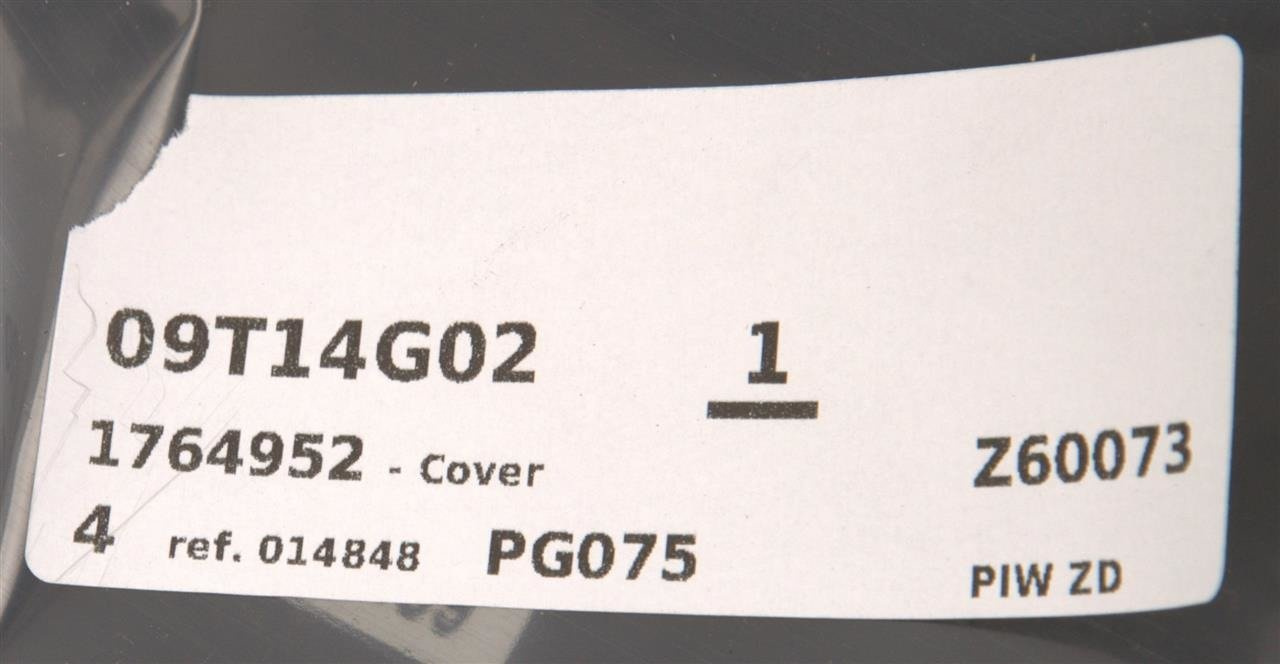 09T14G02 1
1764952 - Cover Z60073
4 ref. 014848 PG075 PIW ZD